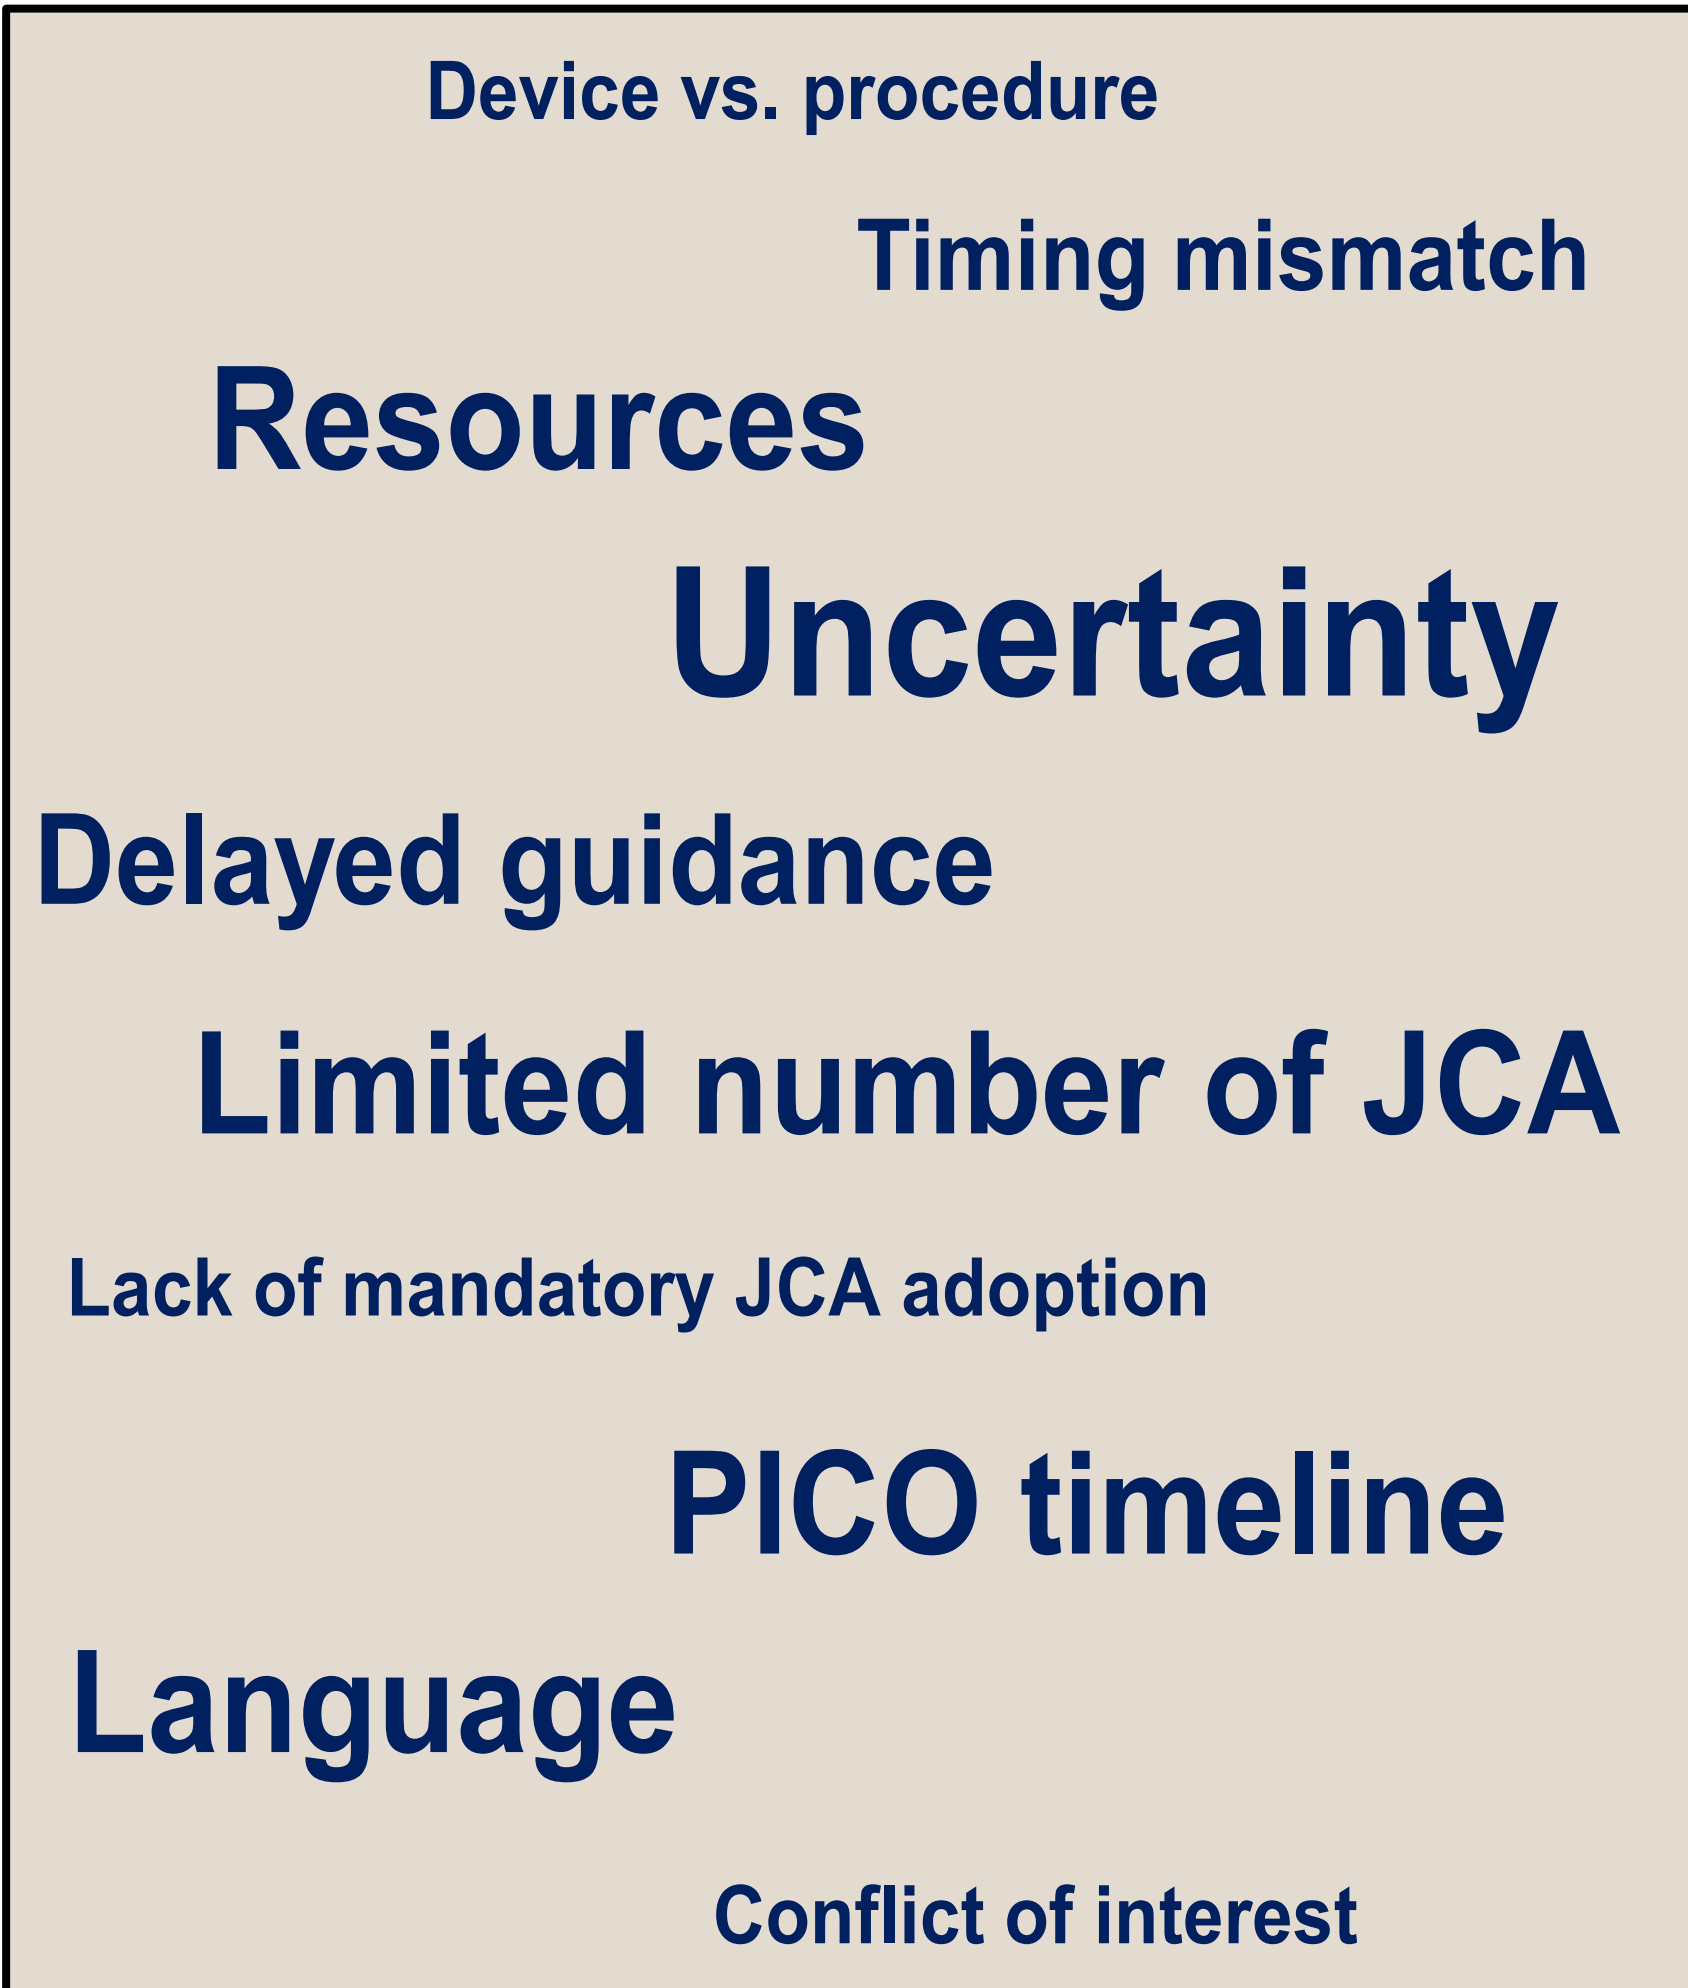 Device vs. procedure
Timing mismatch
Resources
Uncertainty
Delayed guidance
Limited number of JCA
Lack of mandatory JCA adoption
PICO timeline
Language
Conflict of interest